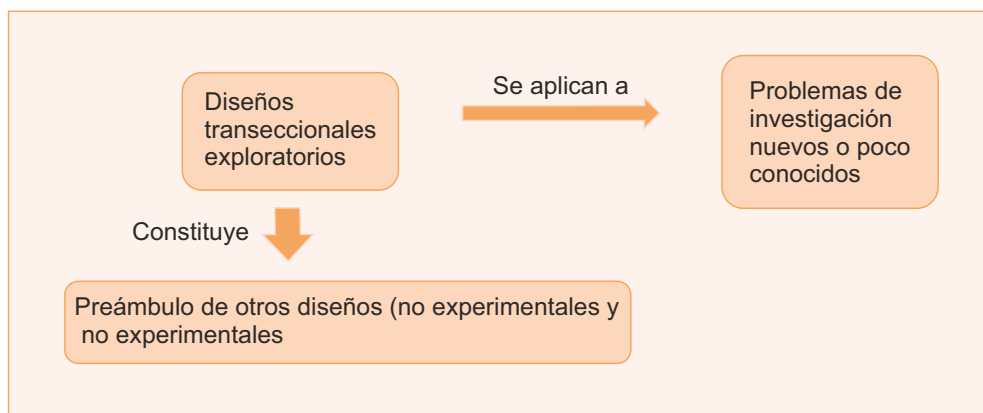 Diseños
transeccionales
exploratorios
Se aplican a
Problemas de
investigación
nuevos o poco
conocidos
Constituye
Preámbulo de otros diseños (no experimentales y
no experimentales